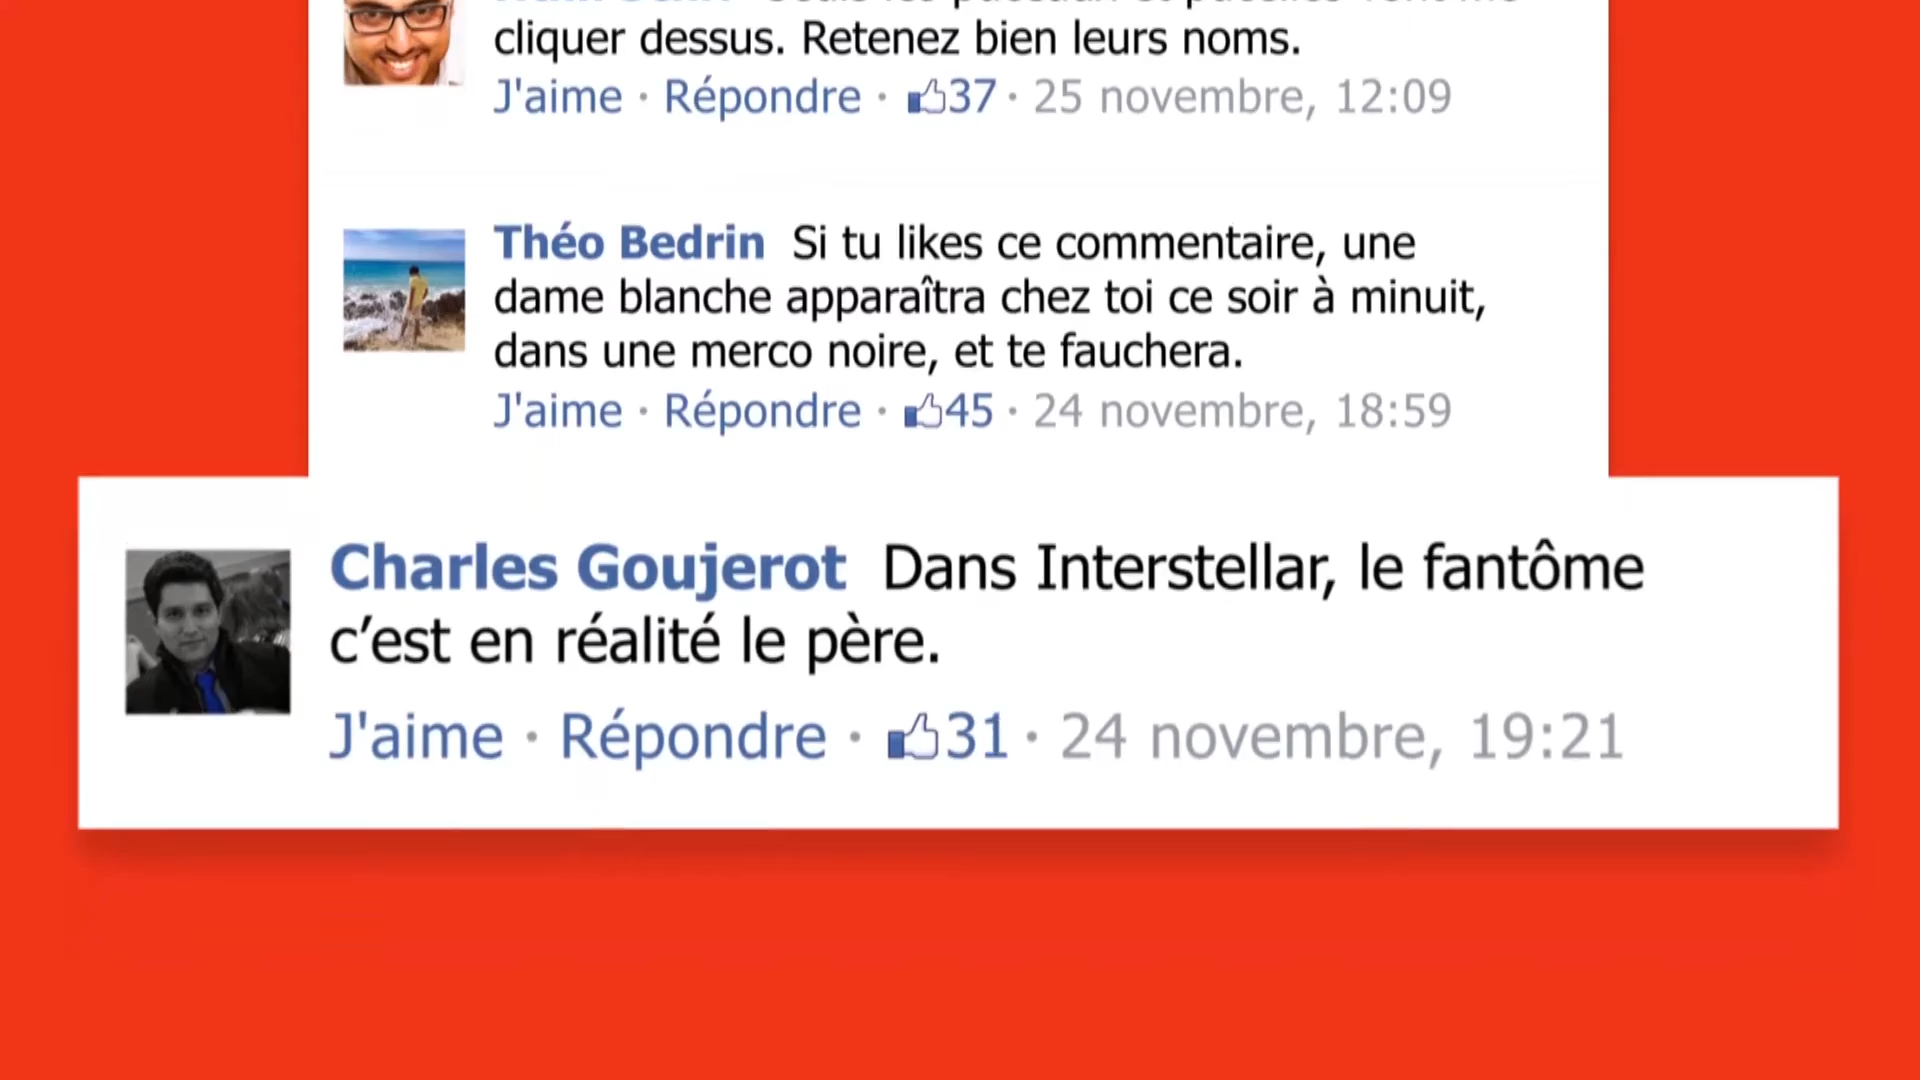 cliquer dessus. Retenez bien leurs noms.
J'aime · Répondre · 37 · 25 novembre, 12:09
Théo Bedrin Si tu likes ce commentaire, une
dame blanche apparaîtra chez toi ce soir à minuit,
dans une merco noire, et te fauchera.
J'aime · Répondre · 45 · 24 novembre, 18:59
Charles Goujerot Dans Interstellar, le fantôme
c’est en réalité le père.
J'aime · Répondre · 31 · 24 novembre, 19:21